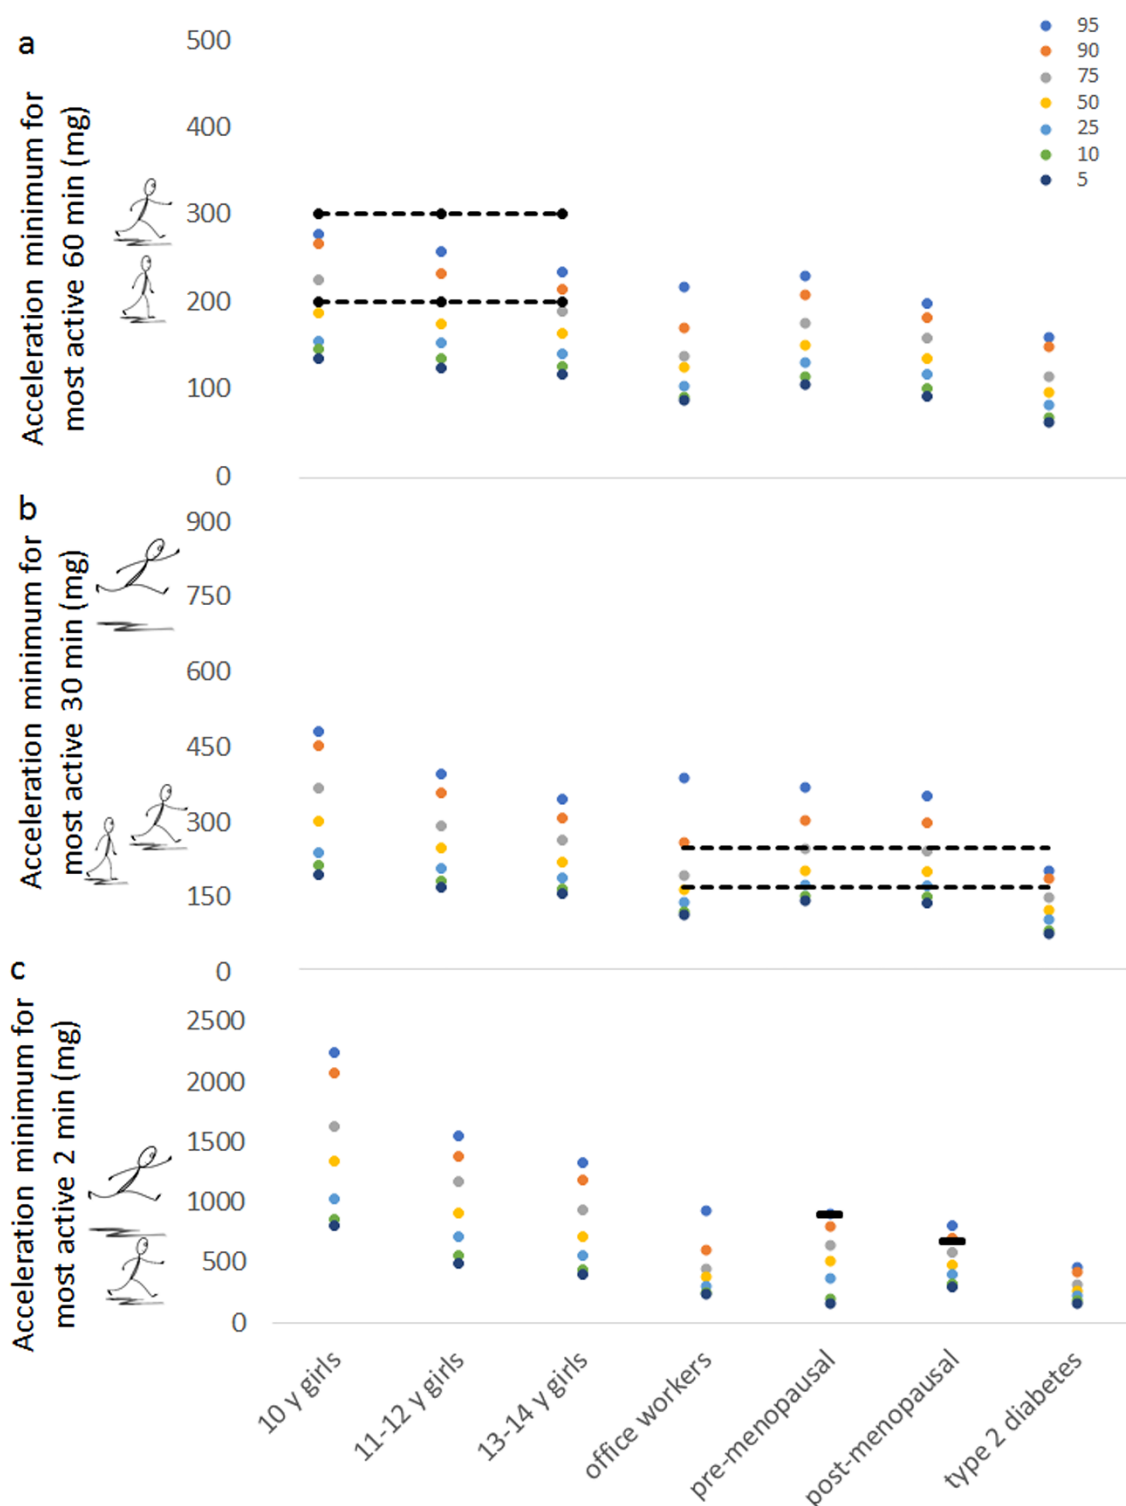 a
Acceleration minimum for
most active 60 min (mg)
500
400
300
200
100
0
95
90
75
50
25
10
5
b
Acceleration minimum for
most active 30 min (mg)
900
750
600
450
300
150
0
c
Acceleration minimum for
most active 2 min (mg)
2500
2000
1500
1000
500
0
10 y girls
11-12 y girls
13-14 y girls
office workers
pre-menopausal
post-menopausal
type 2 diabetes